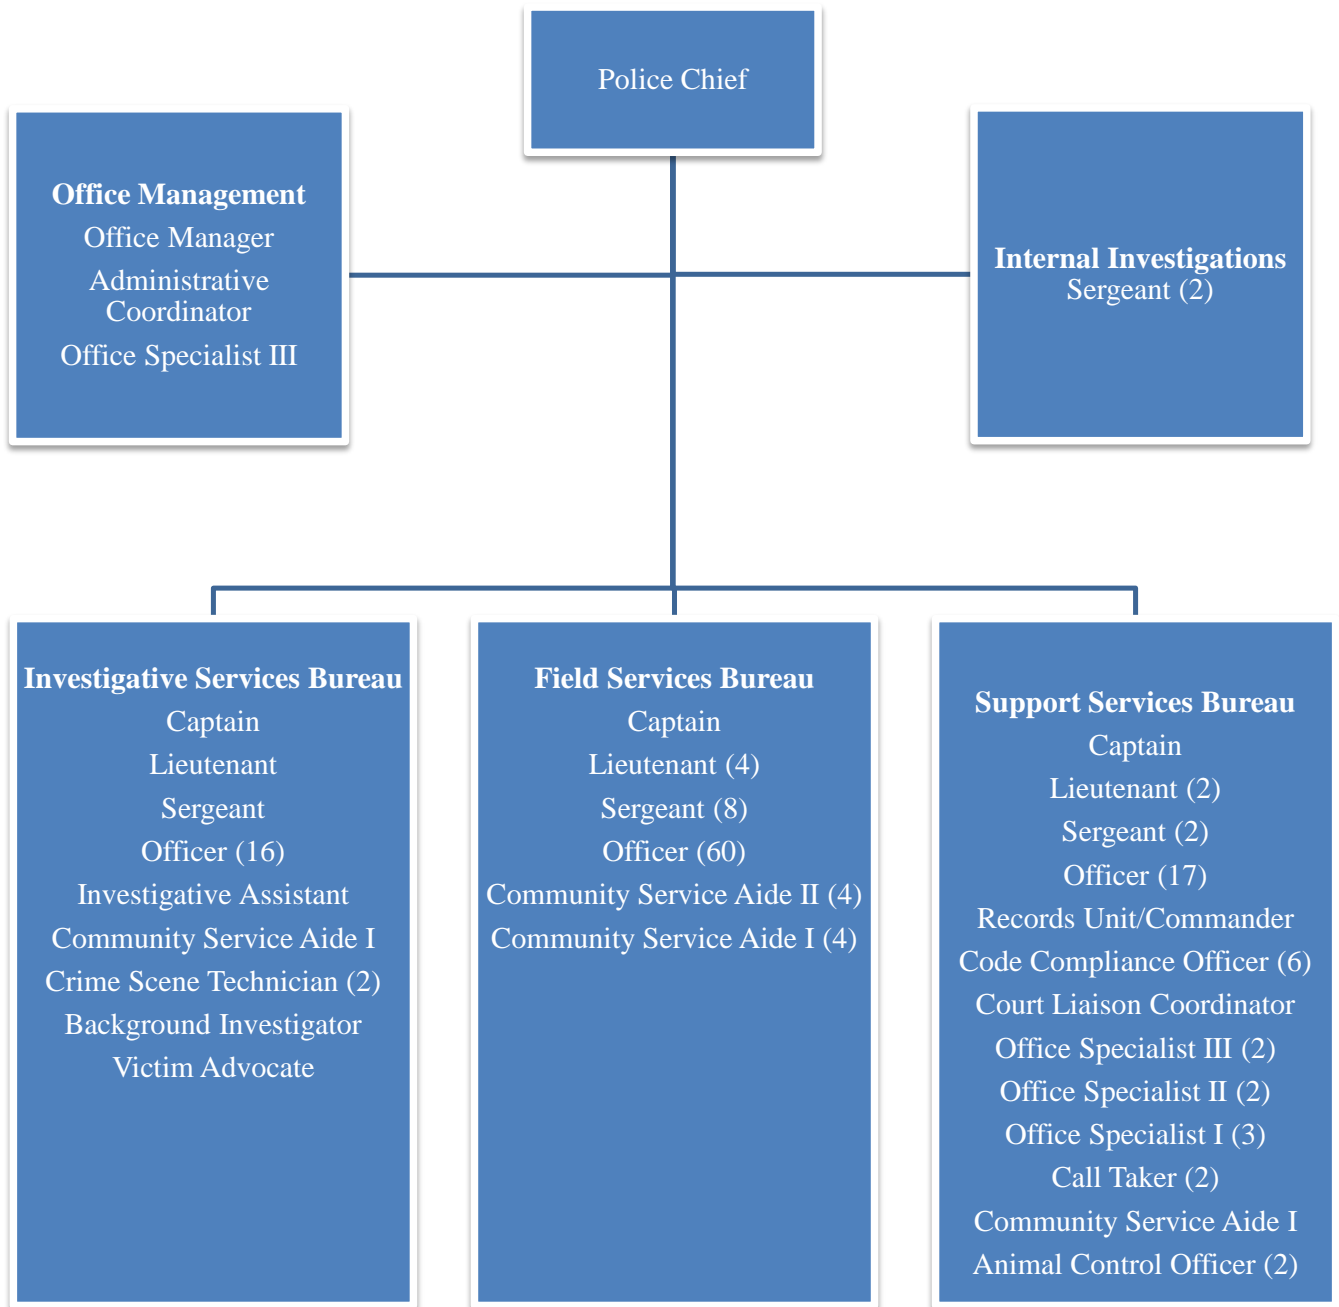 Police Chief
Office Management
Office Manager
Administrative
Coordinator
Office Specialist III
Internal Investigations
Sergeant (2)
Investigative Services Bureau
Captain
Lieutenant
Sergeant
Officer (16)
Investigative Assistant
Community Service Aide I
Crime Scene Technician (2)
Background Investigator
Victim Advocate
Field Services Bureau
Captain
Lieutenant (4)
Sergeant (8)
Officer (60)
Community Service Aide II (4)
Community Service Aide I (4)
Support Services Bureau
Captain
Lieutenant (2)
Sergeant (2)
Officer (17)
Records Unit/Commander
Code Compliance Officer (6)
Court Liaison Coordinator
Office Specialist III (2)
Office Specialist II (2)
Office Specialist I (3)
Call Taker (2)
Community Service Aide I
Animal Control Officer (2)